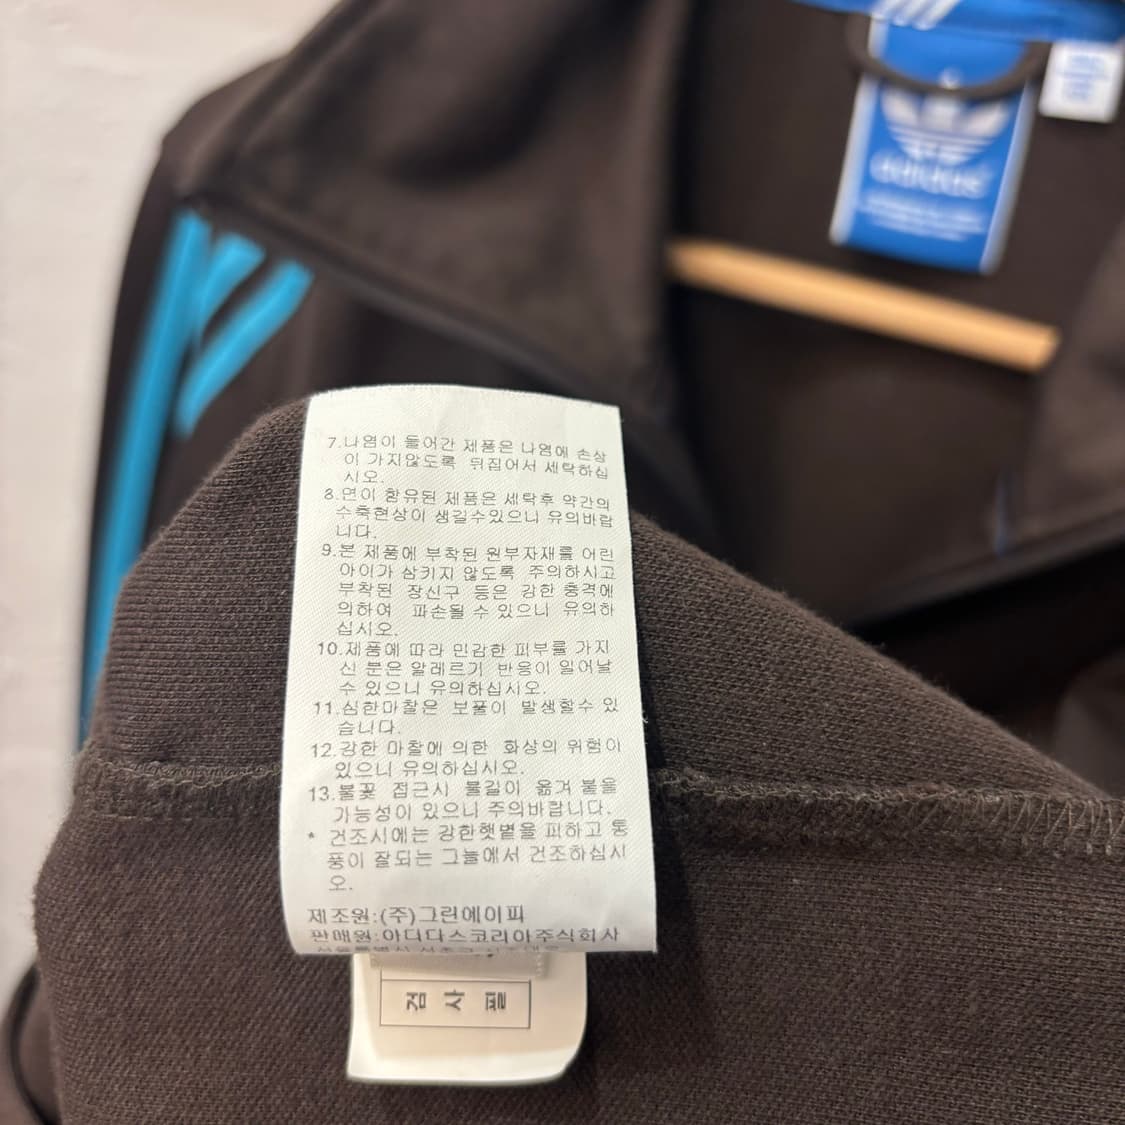 adidas
7.나염이 들어간 제품은 나염에 손상
이 가지않도록 뒤집어서 세탁하십
시오.
8.면이 함유된 제품은 세탁후 약간의
수축현상이 생길수있으니 유의바랍
니다.
9.본 제품에 부착된 원부자재를 어린
아이가 삼키지 않도록 주의하시고
부착된 장신구 등은 강한 충격에
의하여 파손될 수 있으니 유의하
십시오.
10.제품에 따라 민감한 피부를 가지
신 분은 알레르기 반응이 일어날
수 있으니 유의하십시오.
11.심한마찰은 보풀이 발생할수 있
습니다.
12.강한 마찰에 의한 화상의 위험이
있으니 유의하십시오.
13.불꽃 접근시 불길이 옮겨 붙을
가능성이 있으니 주의바랍니다.
* 건조시에는 강한햇볕을 피하고 통
풍이 잘되는 그늘에서 건조하십시
오.
제조원:(주)그린에이피
판매원:아디다스코리아주식회사
검사필